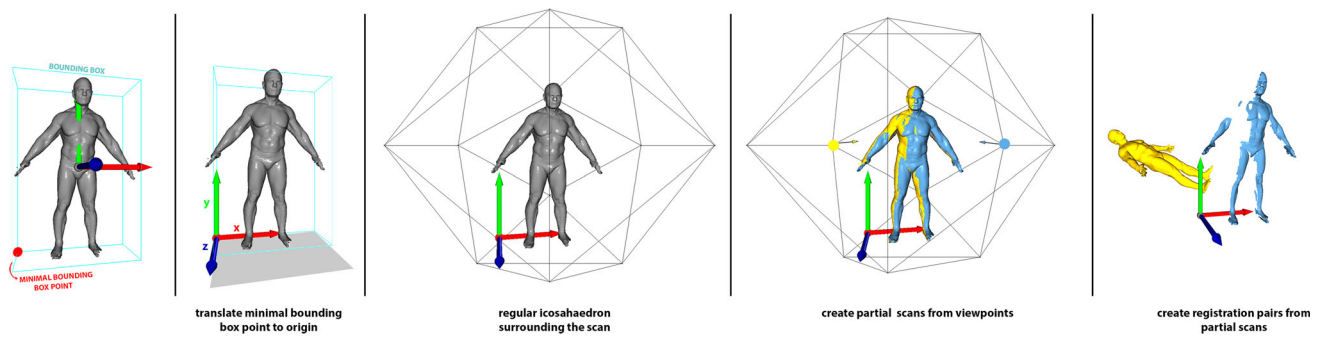 BOUNDING BOX
MINIMAL BOUNDING
BOX POINT
y
x
z
translate minimal bounding
box point to origin
regular icosahaedron
surrounding the scan
create partial scans from viewpoints
create registration pairs from
partial scans